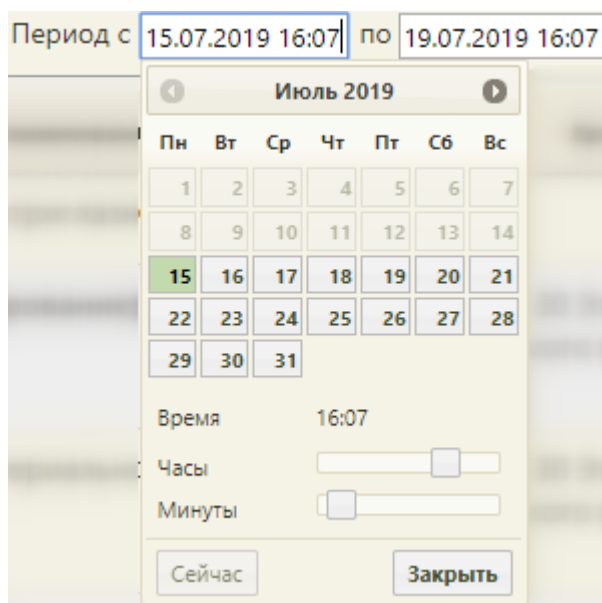 Период с 15.07.2019 16:07 по 19.07.2019 16:07
Июль 2019
Пн Вт Ср Чт Пт Сб Вс
1 2 3 4 5 6 7
8 9 10 11 12 13 14
15 16 17 18 19 20 21
22 23 24 25 26 27 28
29 30 31
Время 16:07
Часы
Минуты
Сейчас Закрыть